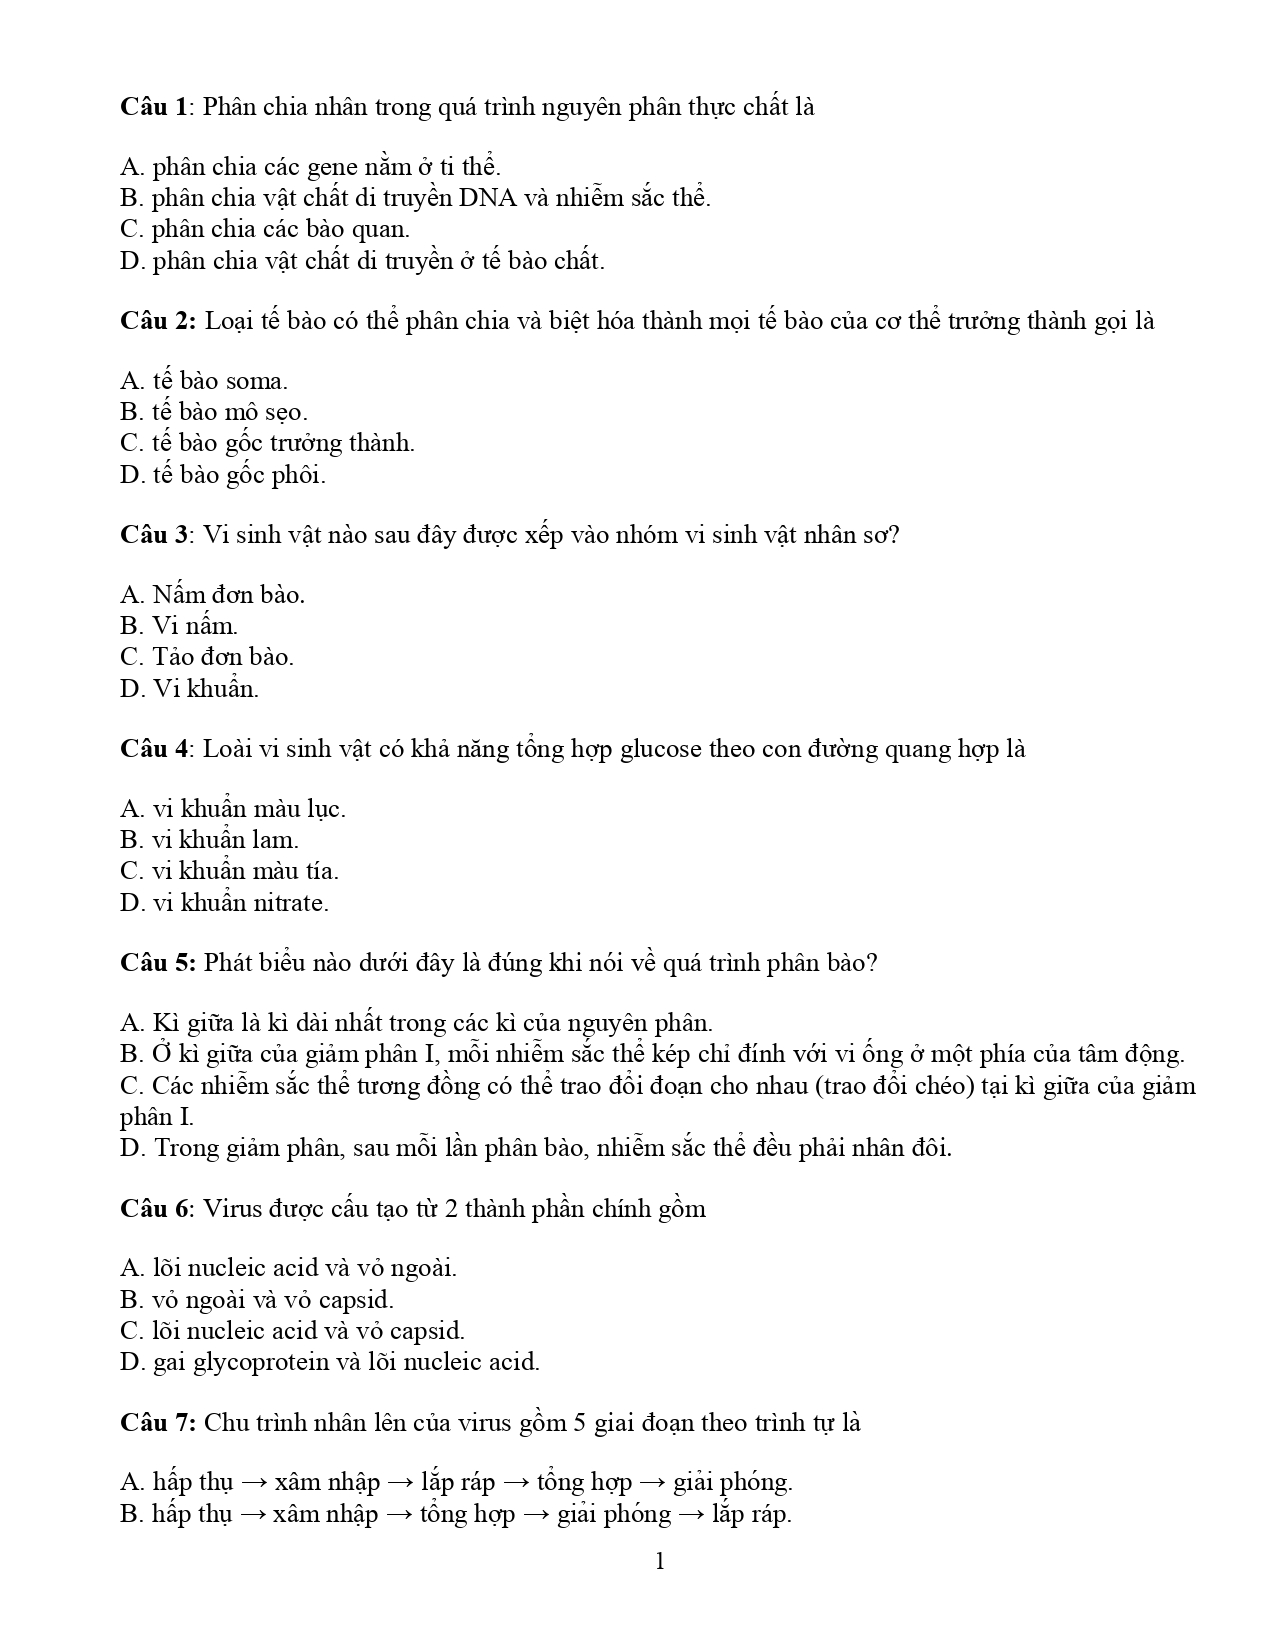 Câu 1: Phân chia nhân trong quá trình nguyên phân thực chất là
A. phân chia các gene nằm ở ti thể.
B. phân chia vật chất di truyền DNA và nhiễm sắc thể.
C. phân chia các bào quan.
D. phân chia vật chất di truyền ở tế bào chất.
Câu 2: Loại tế bào có thể phân chia và biệt hóa thành mọi tế bào của cơ thể trưởng thành gọi là
A. tế bào soma.
B. tế bào mô sẹo.
C. tế bào gốc trưởng thành.
D. tế bào gốc phôi.
Câu 3: Vi sinh vật nào sau đây được xếp vào nhóm vi sinh vật nhân sơ?
A. Nấm đơn bào.
B. Vi nấm.
C. Tảo đơn bào.
D. Vi khuẩn.
Câu 4: Loài vi sinh vật có khả năng tổng hợp glucose theo con đường quang hợp là
A. vi khuẩn màu lục.
B. vi khuẩn lam.
C. vi khuẩn màu tía.
D. vi khuẩn nitrate.
Câu 5: Phát biểu nào dưới đây là đúng khi nói về quá trình phân bào?
A. Kì giữa là kì dài nhất trong các kì của nguyên phân.
B. Ở kì giữa của giảm phân I, mỗi nhiễm sắc thể kép chỉ đính với vi ống ở một phía của tâm động.
C. Các nhiễm sắc thể tương đồng có thể trao đổi đoạn cho nhau (trao đổi chéo) tại kì giữa của giảm
phân I.
D. Trong giảm phân, sau mỗi lần phân bào, nhiễm sắc thể đều phải nhân đôi.
Câu 6: Virus được cấu tạo từ 2 thành phần chính gồm
A. lõi nucleic acid và vỏ ngoài.
B. vỏ ngoài và vỏ capsid.
C. lõi nucleic acid và vỏ capsid.
D. gai glycoprotein và lõi nucleic acid.
Câu 7: Chu trình nhân lên của virus gồm 5 giai đoạn theo trình tự là
A. hấp thụ → xâm nhập → lắp ráp → tổng hợp → giải phóng.
B. hấp thụ → xâm nhập → tổng hợp → giải phóng → lắp ráp.
1